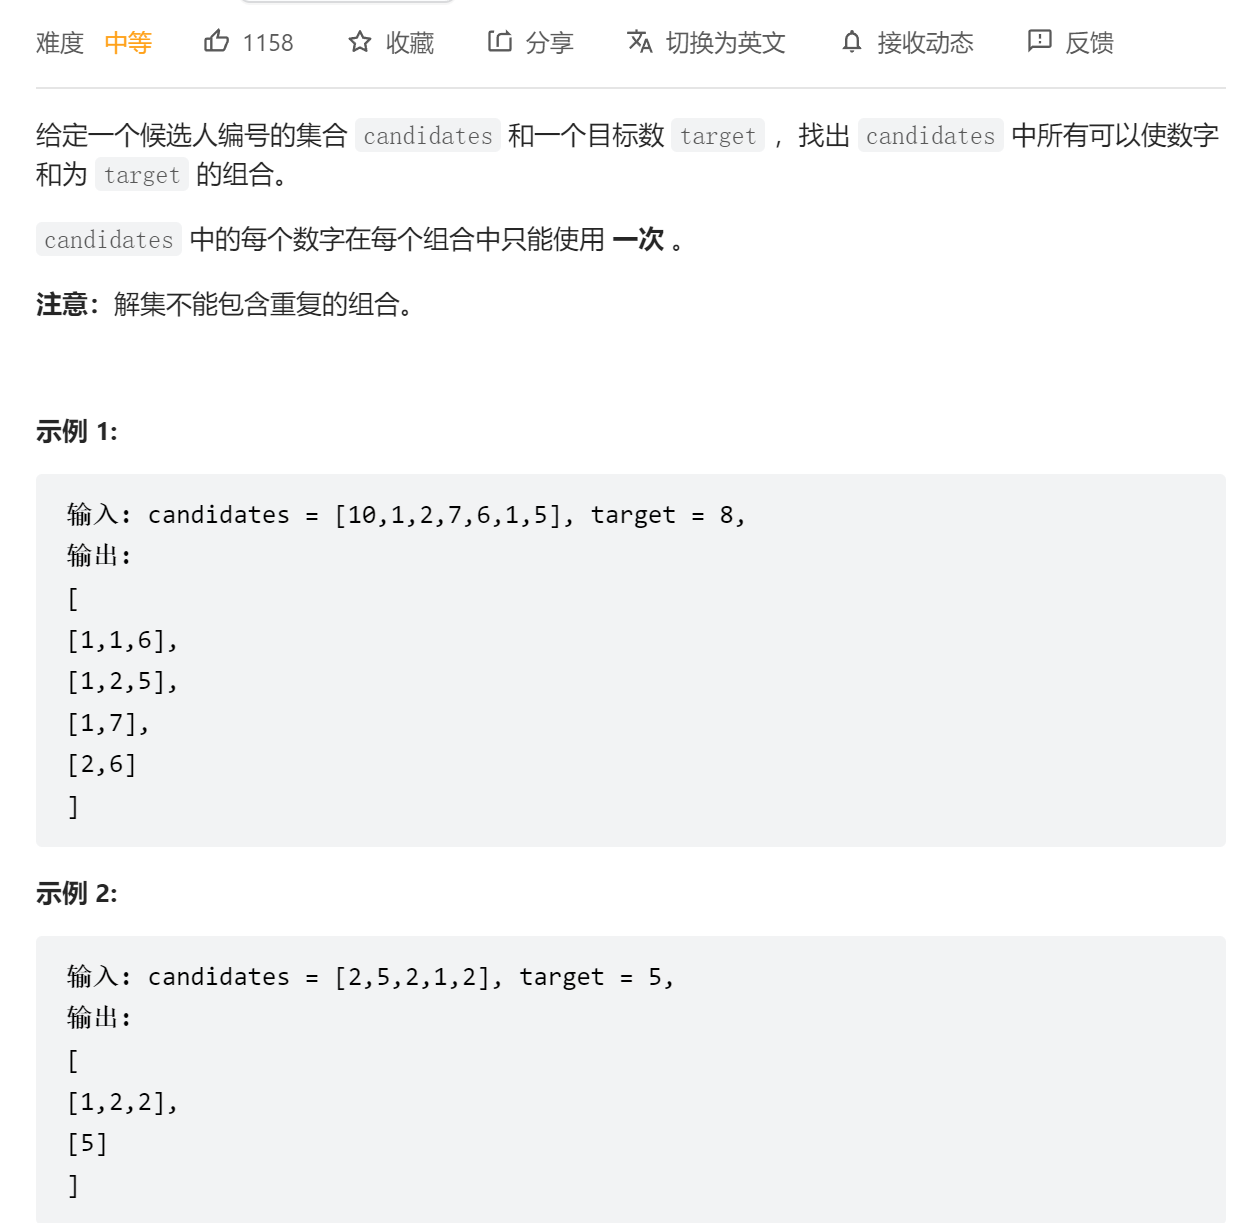 难度 中等 1158 收藏 分享 切换为英文 接收动态 反馈
给定一个候选人编号的集合 candidates 和一个目标数 target ，找出 candidates 中所有可以使数字
和为 target 的组合。
candidates 中的每个数字在每个组合中只能使用 一次 。
注意：解集不能包含重复的组合。
示例 1:
输入: candidates = [10,1,2,7,6,1,5], target = 8,
输出:
[
[1,1,6],
[1,2,5],
[1,7],
[2,6]
]
示例 2:
输入: candidates = [2,5,2,1,2], target = 5,
输出:
[
[1,2,2],
[5]
]